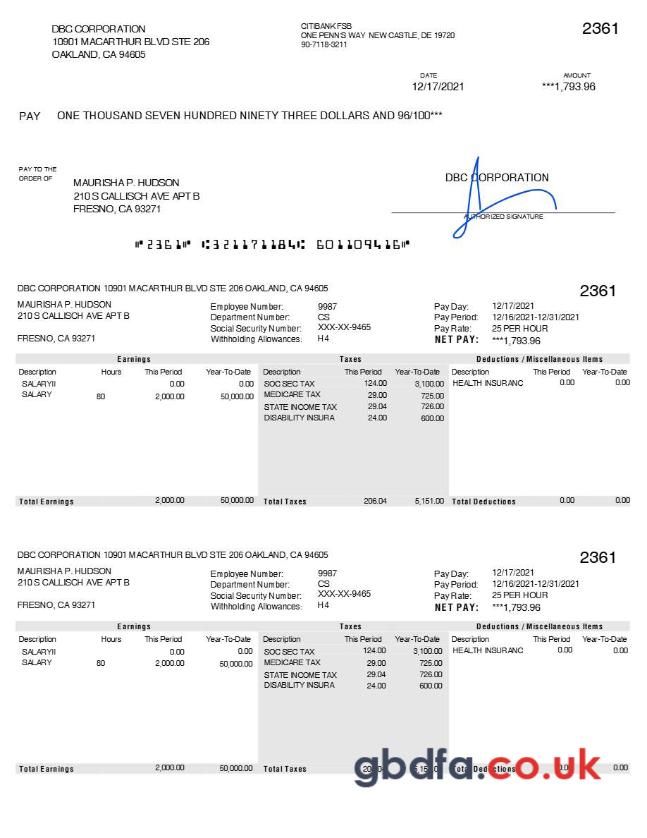 DBC CORPORATION
10901 MACARTHUR BLVD STE 206
OAKLAND, CA 94605
CITIBANK FSB
ONE PENN'S WAY NEW CASTLE, DE 19720
90-7118-3211
2361
DATE AMOUNT
12/17/2021 ***1,793.96
PAY ONE THOUSAND SEVEN HUNDRED NINETY THREE DOLLARS AND 96/100***
PAY TO THE
ORDER OF
MAURISHA P. HUDSON
210 S CALLISCH AVE APT B
FRESNO, CA 93271
DBC CORPORATION
AUTHORIZED SIGNATURE
⑈2361⑈ ⑆321171184⑆ 601109416⑈
DBC CORPORATION 10901 MACARTHUR BLVD STE 206 OAKLAND, CA 94605 2361
MAURISHA P. HUDSON Employee Number: 9987 Pay Day: 12/17/2021
210 S CALLISCH AVE APT B Department Number: CS Pay Period: 12/16/2021-12/31/2021
Social Security Number: XXX-XX-9465 Pay Rate: 25 PER HOUR
FRESNO, CA 93271 Withholding Allowances: H4 NET PAY: ***1,793.96
Earnings Taxes Deductions / Miscellaneous Items
Description Hours This Period Year-To-Date Description This Period Year-To-Date Description This Period Year-To-Date
SALARYII 0.00 0.00 SOC SEC TAX 124.00 3,100.00 HEALTH INSURANC 0.00 0.00
SALARY 80 2,000.00 50,000.00 MEDICARE TAX 29.00 725.00
STATE INCOME TAX 29.04 726.00
DISABILITY INSURA 24.00 600.00
Total Earnings 2,000.00 50,000.00 Total Taxes 206.04 5,151.00 Total Deductions 0.00 0.00
DBC CORPORATION 10901 MACARTHUR BLVD STE 206 OAKLAND, CA 94605 2361
MAURISHA P. HUDSON Employee Number: 9987 Pay Day: 12/17/2021
210 S CALLISCH AVE APT B Department Number: CS Pay Period: 12/16/2021-12/31/2021
Social Security Number: XXX-XX-9465 Pay Rate: 25 PER HOUR
FRESNO, CA 93271 Withholding Allowances: H4 NET PAY: ***1,793.96
Earnings Taxes Deductions / Miscellaneous Items
Description Hours This Period Year-To-Date Description This Period Year-To-Date Description This Period Year-To-Date
SALARYII 0.00 0.00 SOC SEC TAX 124.00 3,100.00 HEALTH INSURANC 0.00 0.00
SALARY 80 2,000.00 50,000.00 MEDICARE TAX 29.00 725.00
STATE INCOME TAX 29.04 726.00
DISABILITY INSURA 24.00 600.00
Total Earnings 2,000.00 50,000.00 Total Taxes 206.04 5,151.00 Total Deductions 0.00 0.00
gbdfa.co.uk